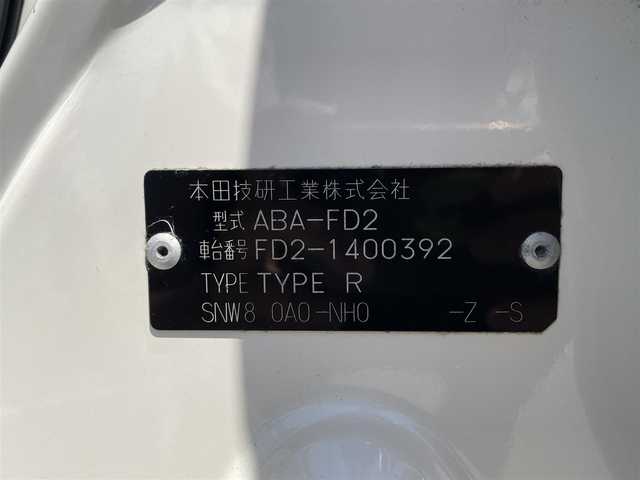 本田技研工業株式会社
型式 ABA-FD2
車台番号 FD2-1400392
TYPE TYPE R
SNW8 0A0-NH0 -Z -S